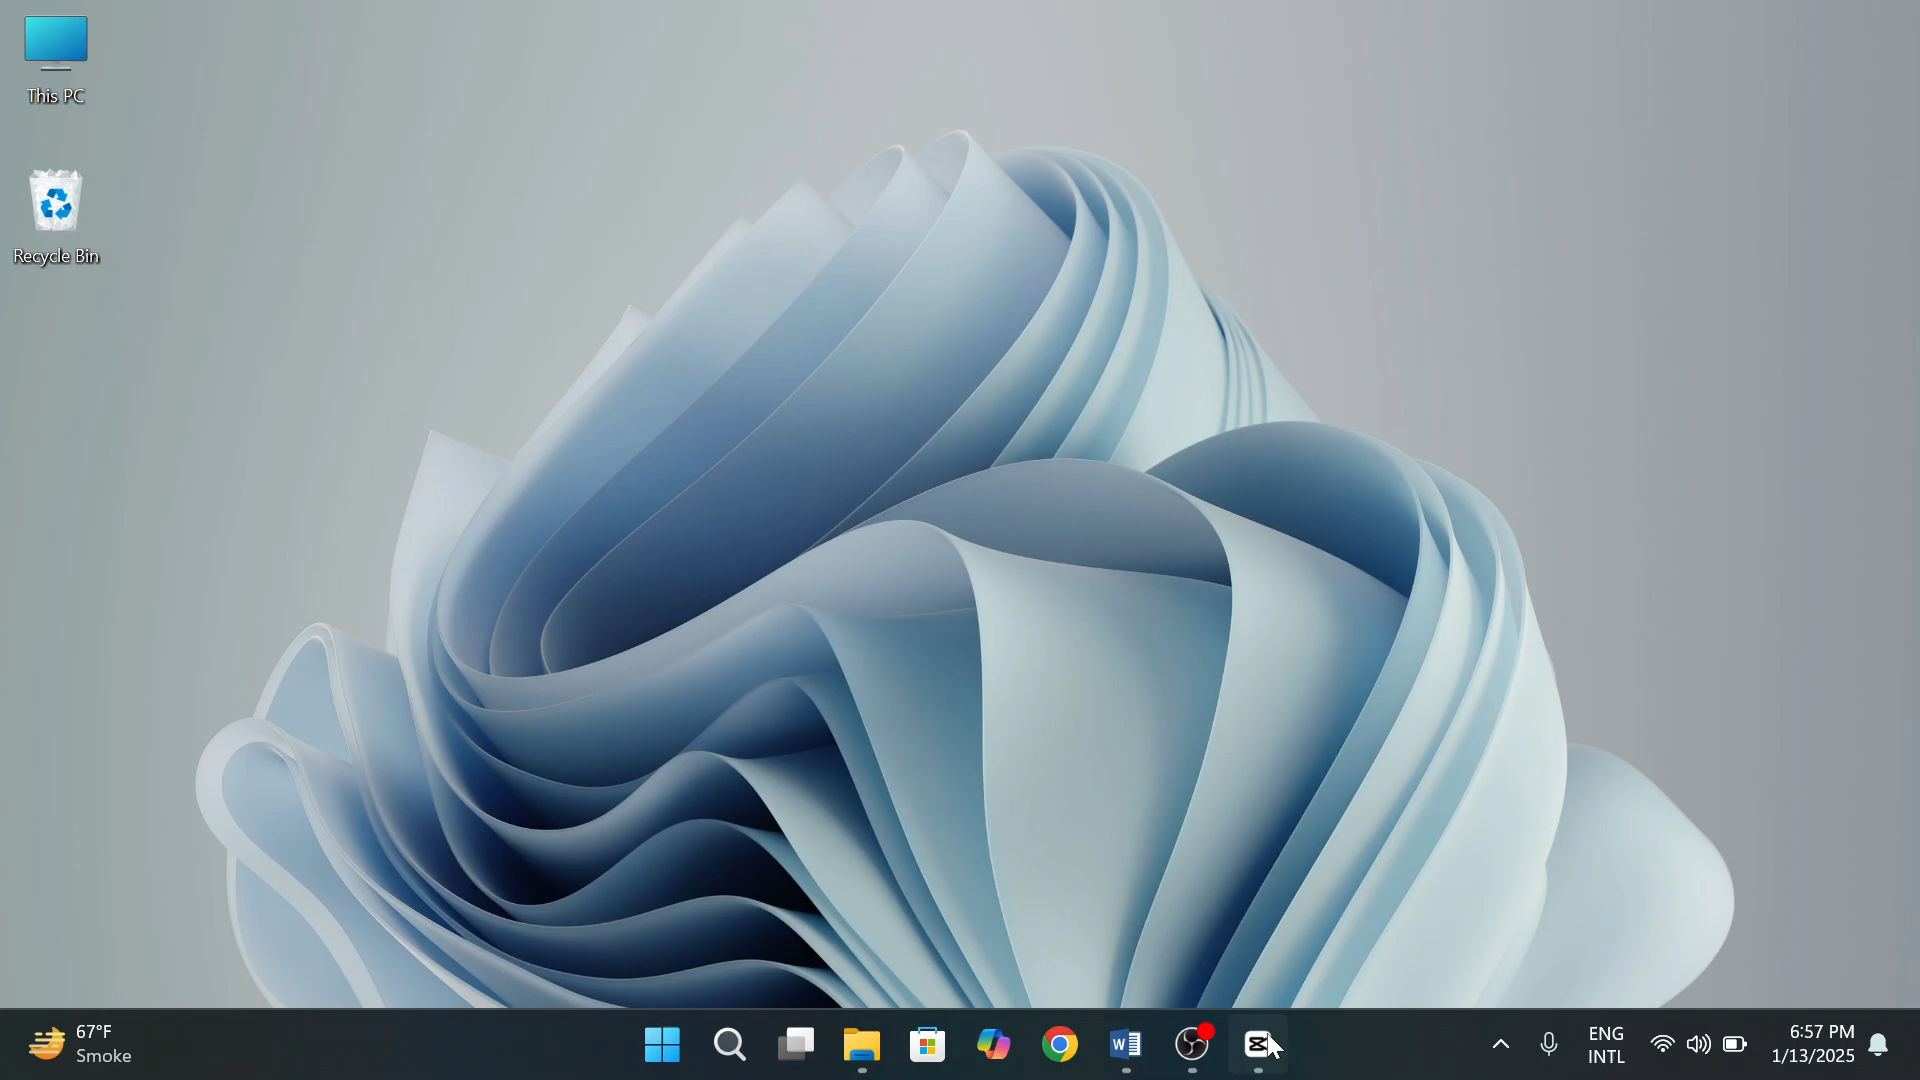 This PC
Recycle Bin
67°F
Smoke
W
ENG
INTL
6:57 PM
1/13/2025